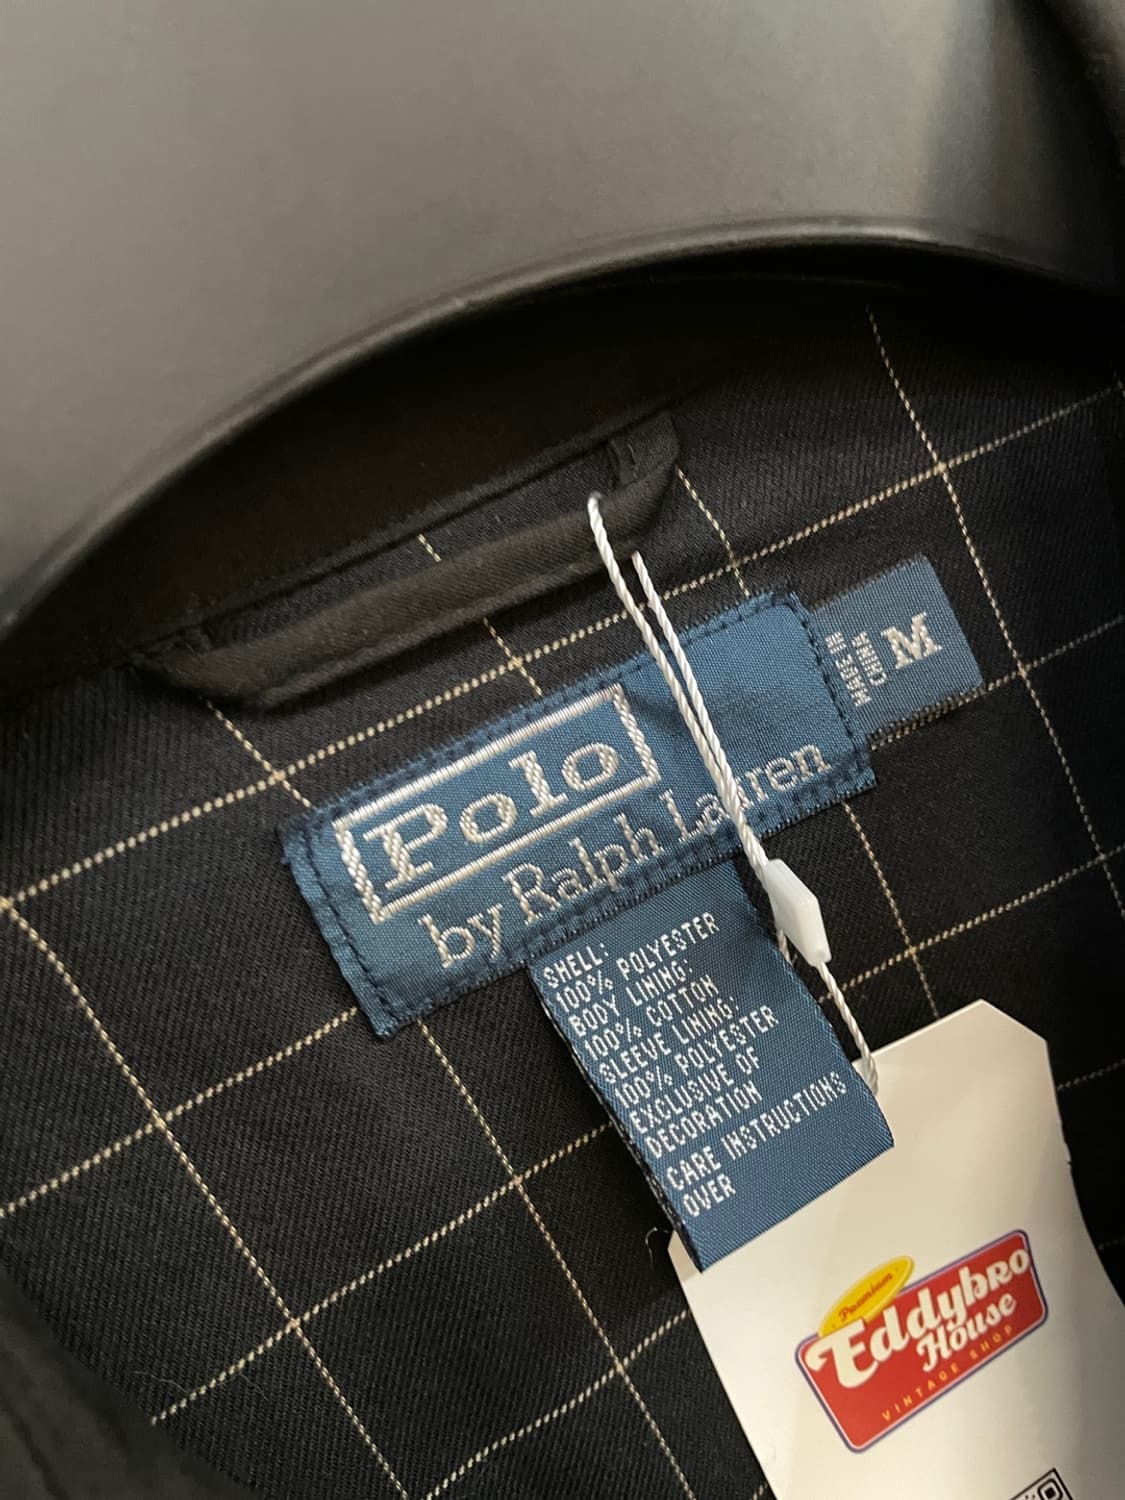 Polo
by Ralph Lauren
MADE IN
CHINA
M
SHELL:
100% POLYESTER
BODY LINING:
100% COTTON
SLEEVE LINING:
100% POLYESTER
EXCLUSIVE OF
DECORATION
CARE INSTRUCTIONS
OVER
Premium
Eddybro
House
VINTAGE SHOP